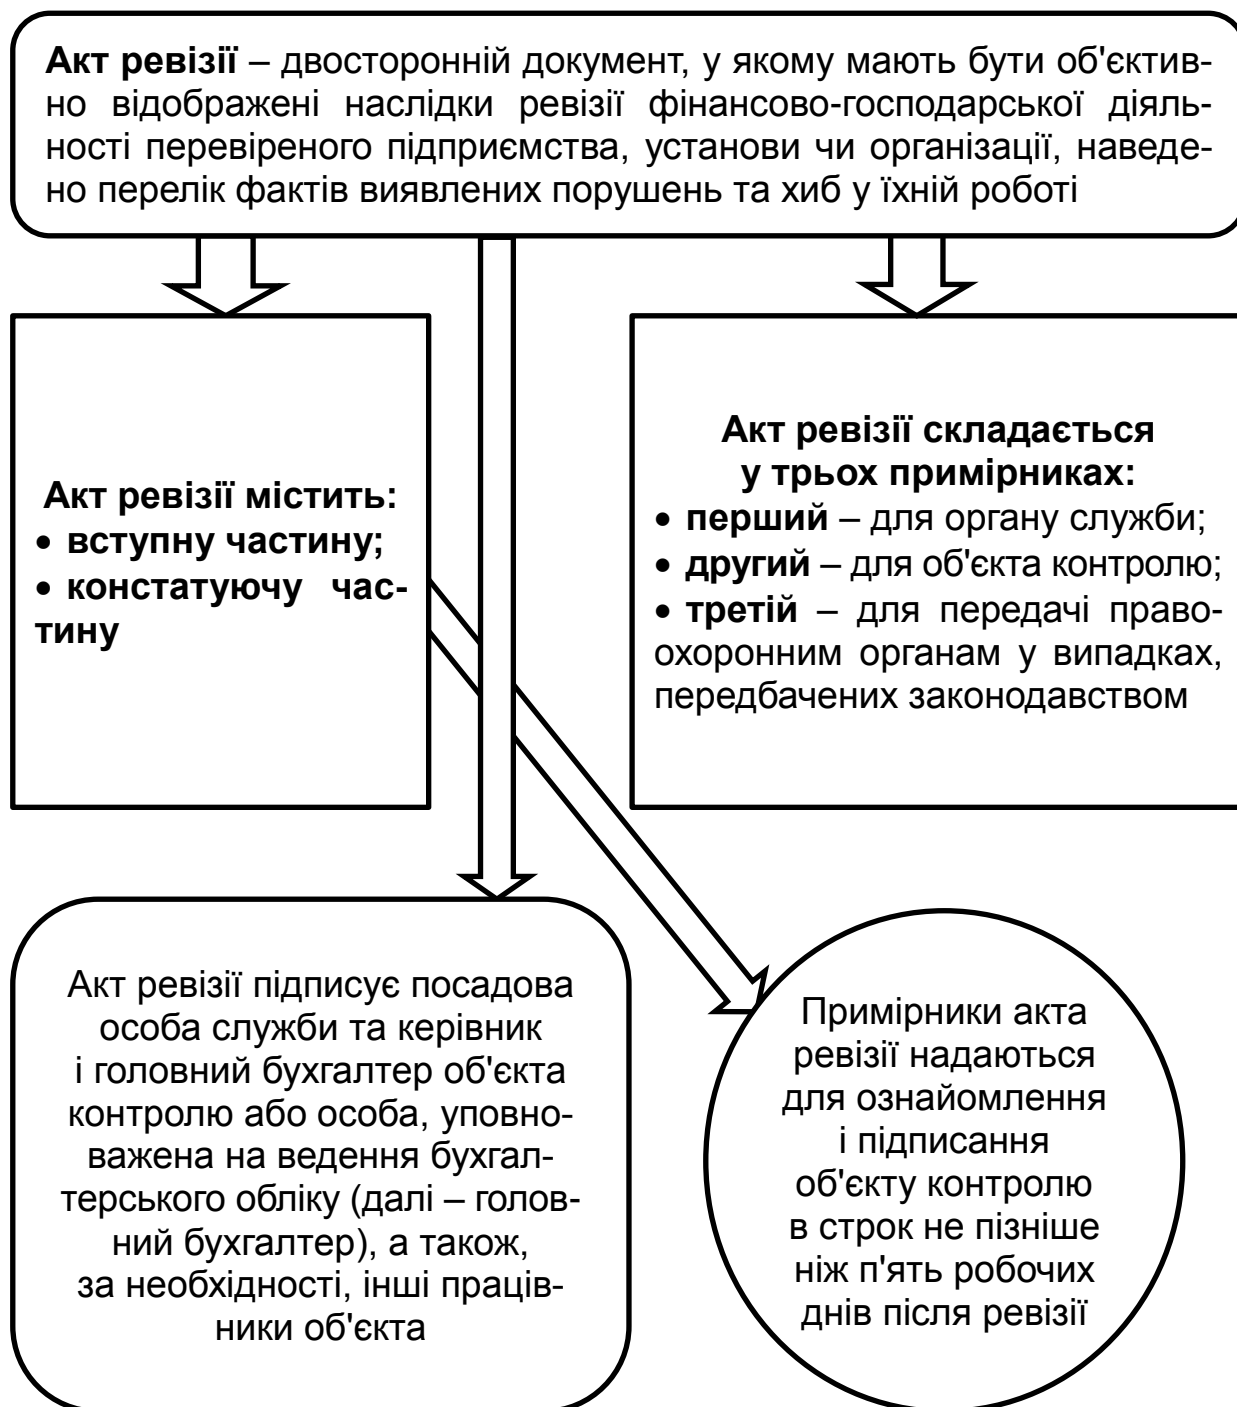 Акт ревізії – двосторонній документ, у якому мають бути об'єктив-
но відображені наслідки ревізії фінансово-господарської діяль-
ності перевіреного підприємства, установи чи організації, наведе-
но перелік фактів виявлених порушень та хиб у їхній роботі
Акт ревізії містить:
• вступну частину;
• констатуючу час-
тину
Акт ревізії складається
у трьох примірниках:
• перший – для органу служби;
• другий – для об'єкта контролю;
• третій – для передачі право-
охоронним органам у випадках,
передбачених законодавством
Акт ревізії підписує посадова
особа служби та керівник
і головний бухгалтер об'єкта
контролю або особа, уповно-
важена на ведення бухгал-
терського обліку (далі – голов-
ний бухгалтер), а також,
за необхідності, інші праців-
ники об'єкта
Примірники акта
ревізії надаються
для ознайомлення
і підписання
об'єкту контролю
в строк не пізніше
ніж п'ять робочих
днів після ревізії